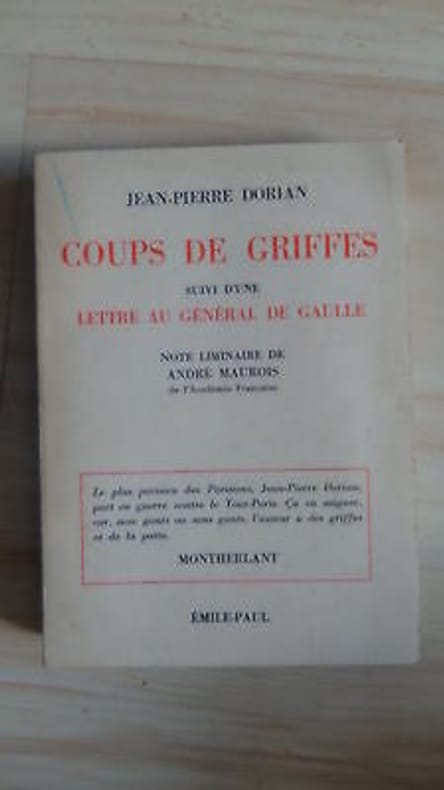 JEAN-PIERRE DORIAN
COUPS DE GRIFFES
SUIVI D'UNE
LETTRE AU GÉNÉRAL DE GAULLE
NOTE LIMINAIRE DE
ANDRÉ MAUROIS
de l'Académie Française
Le plus parisien des Parisiens, Jean-Pierre Dorian,
part en guerre contre le Tout-Paris. Ça va saigner,
car, avec gants ou sans gants, l'auteur a des griffes
et de la patte.
MONTHERLANT
ÉMILE-PAUL